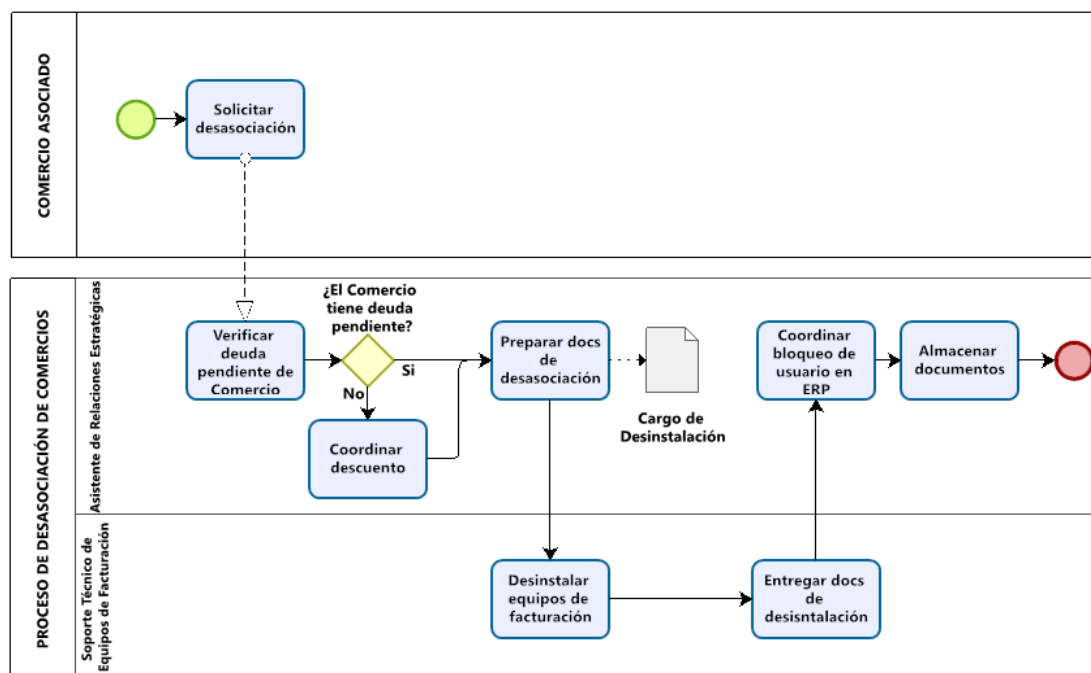 COMERCIO ASOCIADO
Solicitar
desasociación
PROCESO DE DESASOCIACIÓN DE COMERCIOS
Asistente de Relaciones Estratégicas
Verificar
deuda
pendiente de
Comercio
¿El Comercio
tiene deuda
pendiente?
Si
No
Coordinar
descuento
Preparar docs
de
desasociación
Cargo de
Desinstalación
Coordinar
bloqueo de
usuario en
ERP
Almacenar
documentos
Soporte Técnico de
Equipos de Facturación
Desinstalar
equipos de
facturación
Entregar docs
de
desisntalación